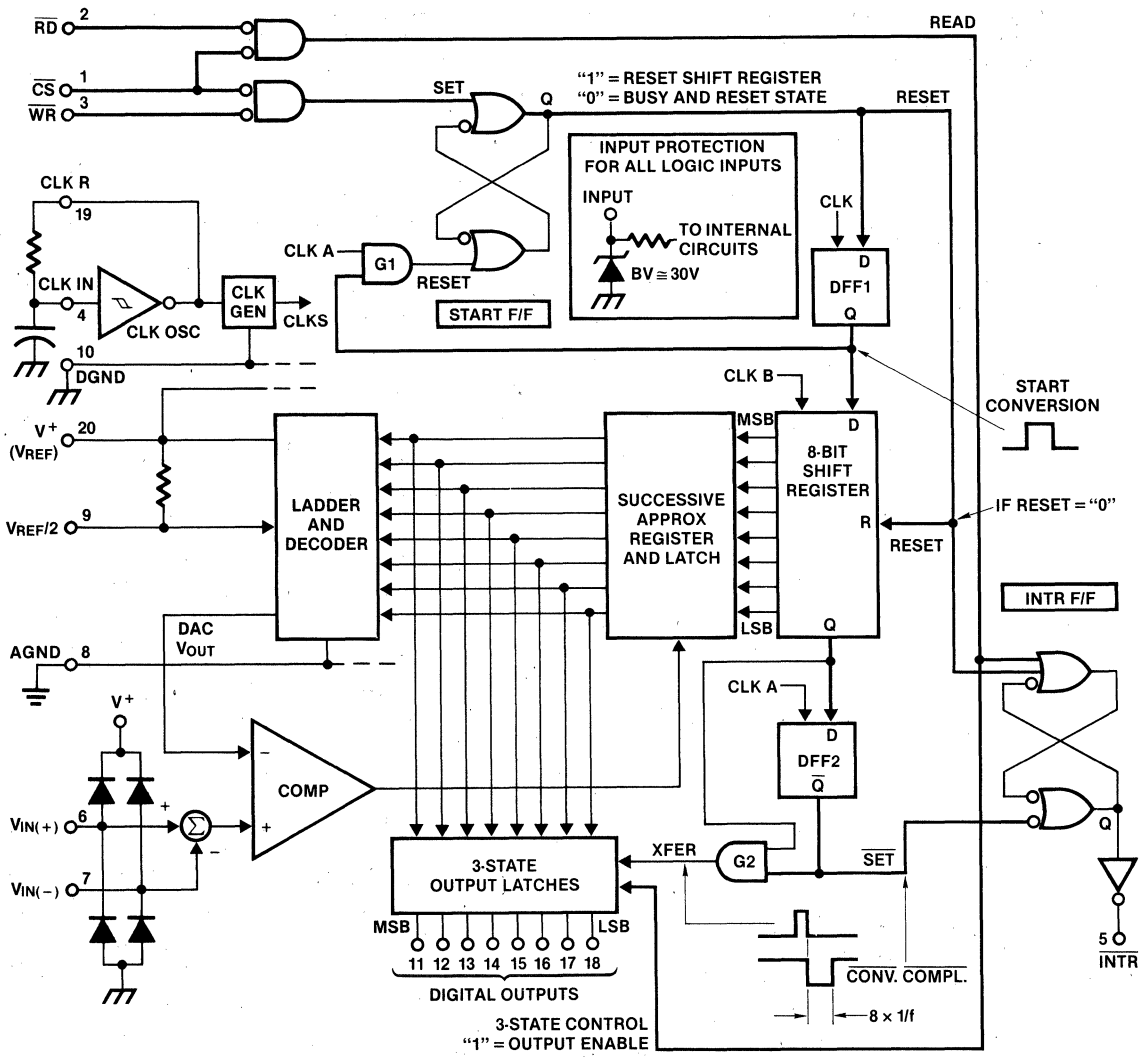 RD
2
READ
CS
1
WR
3
SET
Q
"1" = RESET SHIFT REGISTER
"0" = BUSY AND RESET STATE
RESET
INPUT PROTECTION
FOR ALL LOGIC INPUTS
INPUT
TO INTERNAL
CIRCUITS
BV ≅ 30V
CLK R
19
CLK IN
4
CLK OSC
CLK
GEN
CLKS
CLK A
G1
RESET
START F/F
CLK
D
DFF1
Q
10
DGND
CLK B
START
CONVERSION
V+
(VREF)
20
VREF/2
9
LADDER
AND
DECODER
SUCCESSIVE
APPROX
REGISTER
AND LATCH
MSB
LSB
D
8-BIT
SHIFT
REGISTER
R
Q
RESET
IF RESET = "0"
INTR F/F
DAC
VOUT
AGND
8
CLK A
D
DFF2
Q
V+
−
COMP
+
VIN(+)
6
+
Σ
−
VIN(−)
7
3-STATE
OUTPUT LATCHES
XFER
G2
SET
Q
MSB
LSB
11 12 13 14 15 16 17 18
DIGITAL OUTPUTS
CONV. COMPL.
8 × 1/f
5
INTR
3-STATE CONTROL
"1" = OUTPUT ENABLE